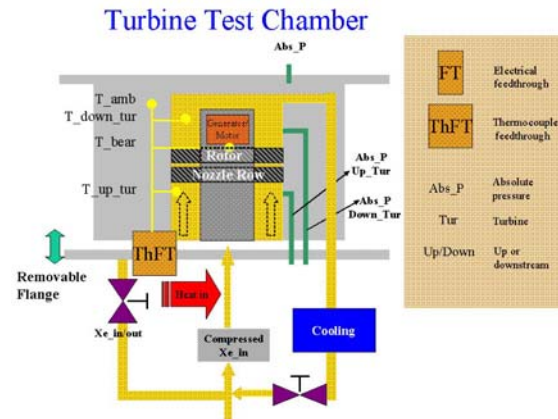 Turbine Test Chamber
Abs_P
T_amb
T_down_tur
T_bear
T_up_tur
Generator/
Motor
Rotor
Nozzle Row
Abs_P
Up_Tur
Abs_P
Down_Tur
ThFT
Removable
Flange
Heat in
Xe_in/out
Compressed
Xe_in
Cooling
FT
Electrical
feedthrough
ThFT
Thermocouple
feedthrough
Abs_P
Absolute
pressure
Tur
Turbine
Up/Down
Up or
downstream